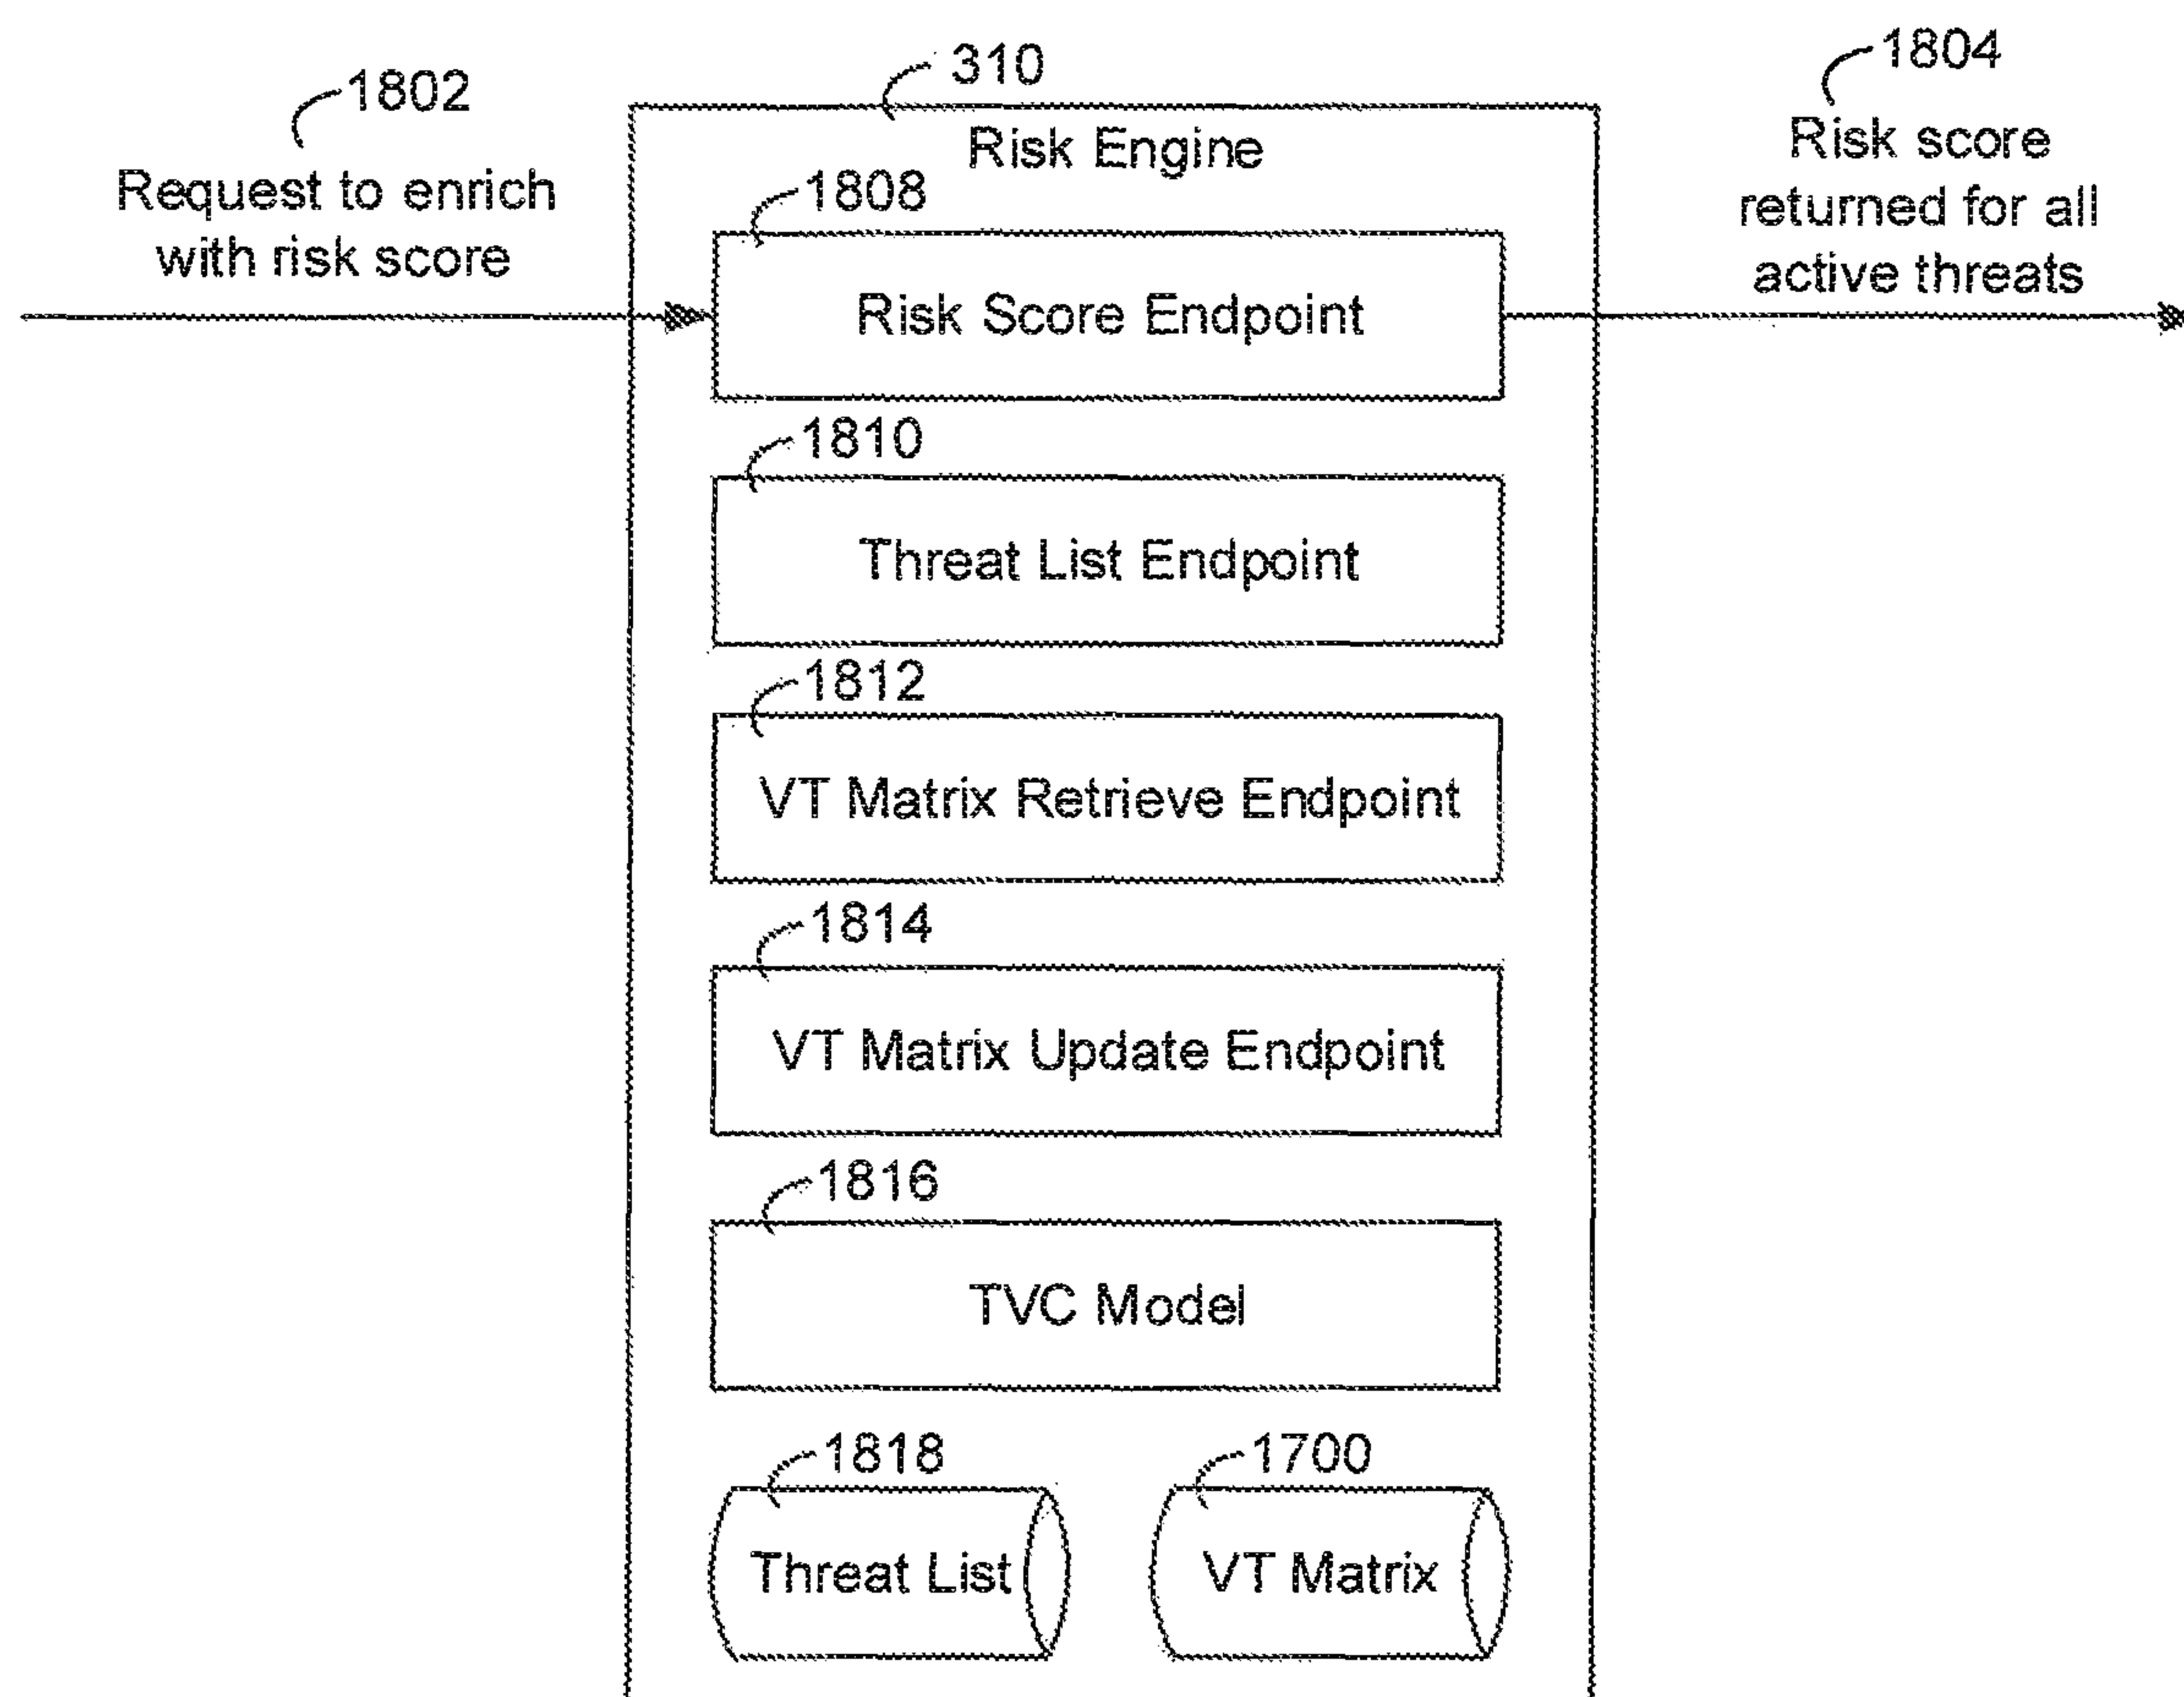 1802
Request to enrich
with risk score
310
Risk Engine
1804
Risk score
returned for all
active threats
1808
Risk Score Endpoint
1810
Threat List Endpoint
1812
VT Matrix Retrieve Endpoint
1814
VT Matrix Update Endpoint
1816
TVC Model
1818
Threat List
1700
VT Matrix